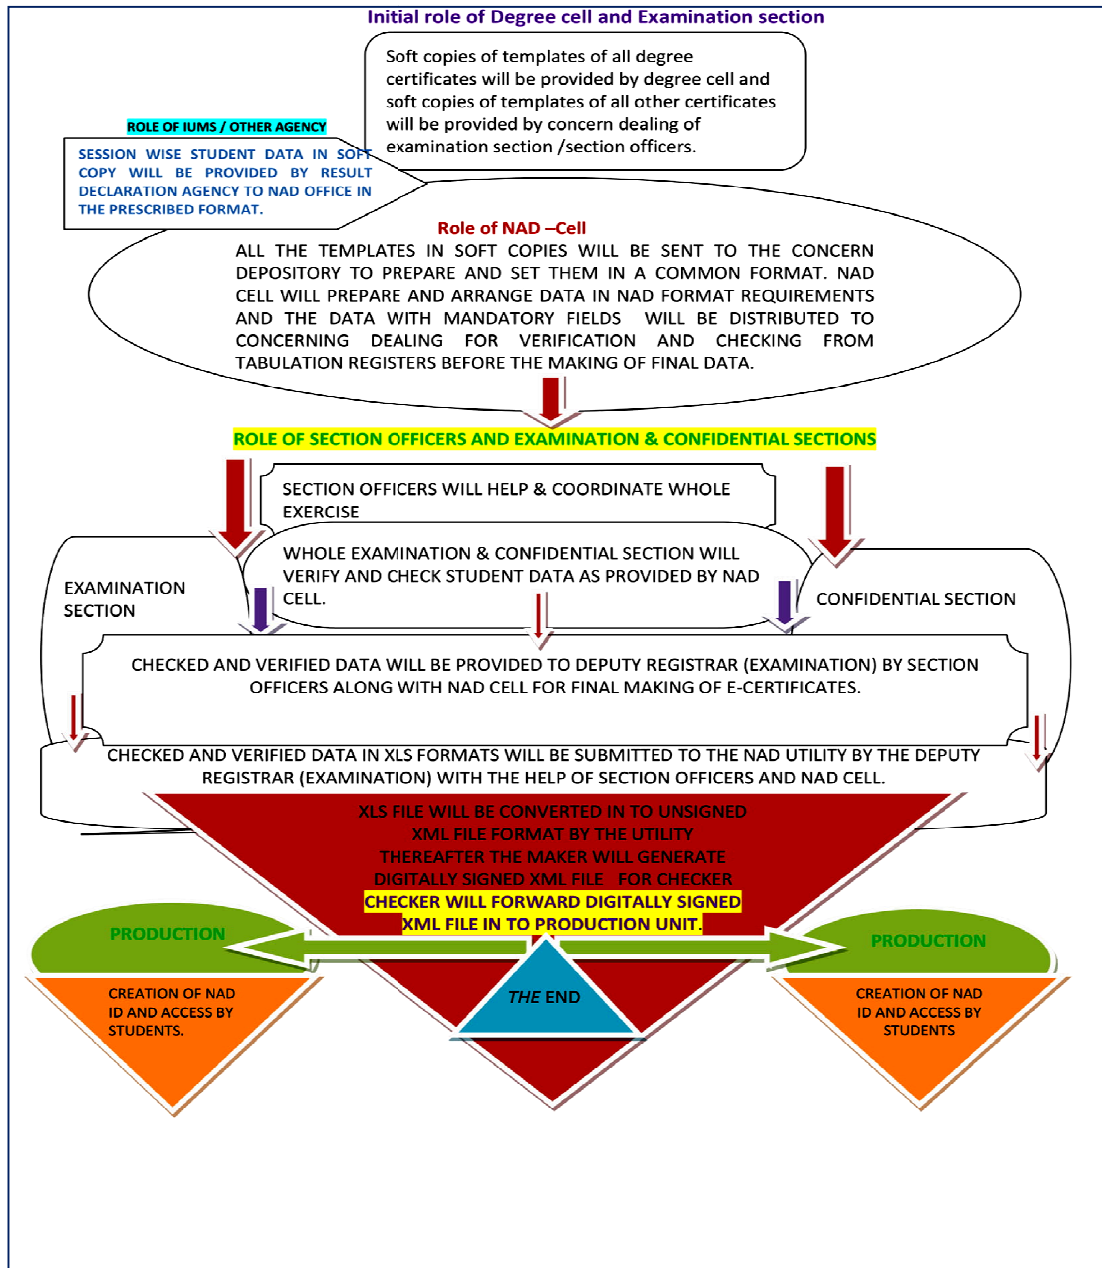 Initial role of Degree cell and Examination section
Soft copies of templates of all degree
certificates will be provided by degree cell and
soft copies of templates of all other certificates
will be provided by concern dealing of
examination section /section officers.
ROLE OF IUMS / OTHER AGENCY
SESSION WISE STUDENT DATA IN SOFT
COPY WILL BE PROVIDED BY RESULT
DECLARATION AGENCY TO NAD OFFICE IN
THE PRESCRIBED FORMAT.
Role of NAD –Cell
ALL THE TEMPLATES IN SOFT COPIES WILL BE SENT TO THE CONCERN
DEPOSITORY TO PREPARE AND SET THEM IN A COMMON FORMAT. NAD
CELL WILL PREPARE AND ARRANGE DATA IN NAD FORMAT REQUIREMENTS
AND THE DATA WITH MANDATORY FIELDS WILL BE DISTRIBUTED TO
CONCERNING DEALING FOR VERIFICATION AND CHECKING FROM
TABULATION REGISTERS BEFORE THE MAKING OF FINAL DATA.
ROLE OF SECTION OFFICERS AND EXAMINATION & CONFIDENTIAL SECTIONS
SECTION OFFICERS WILL HELP & COORDINATE WHOLE
EXERCISE
WHOLE EXAMINATION & CONFIDENTIAL SECTION WILL
VERIFY AND CHECK STUDENT DATA AS PROVIDED BY NAD
CELL.
EXAMINATION
SECTION
CONFIDENTIAL SECTION
CHECKED AND VERIFIED DATA WILL BE PROVIDED TO DEPUTY REGISTRAR (EXAMINATION) BY SECTION
OFFICERS ALONG WITH NAD CELL FOR FINAL MAKING OF E-CERTIFICATES.
CHECKED AND VERIFIED DATA IN XLS FORMATS WILL BE SUBMITTED TO THE NAD UTILITY BY THE DEPUTY
REGISTRAR (EXAMINATION) WITH THE HELP OF SECTION OFFICERS AND NAD CELL.
XLS FILE WILL BE CONVERTED IN TO UNSIGNED
XML FILE FORMAT BY THE UTILITY
THEREAFTER THE MAKER WILL GENERATE
DIGITALLY SIGNED XML FILE FOR CHECKER
CHECKER WILL FORWARD DIGITALLY SIGNED
XML FILE IN TO PRODUCTION UNIT.
PRODUCTION
CREATION OF NAD
ID AND ACCESS BY
STUDENTS.
THE END
PRODUCTION
CREATION OF NAD
ID AND ACCESS BY
STUDENTS